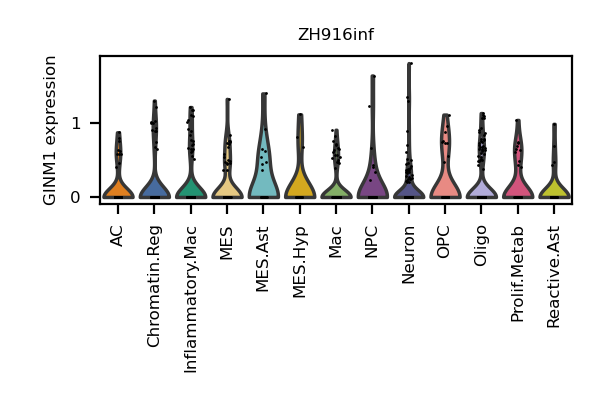 ZH916inf
GINM1 expression
1
0
AC
Chromatin.Reg
Inflammatory.Mac
MES
MES.Ast
MES.Hyp
Mac
NPC
Neuron
OPC
Oligo
Prolif.Metab
Reactive.Ast